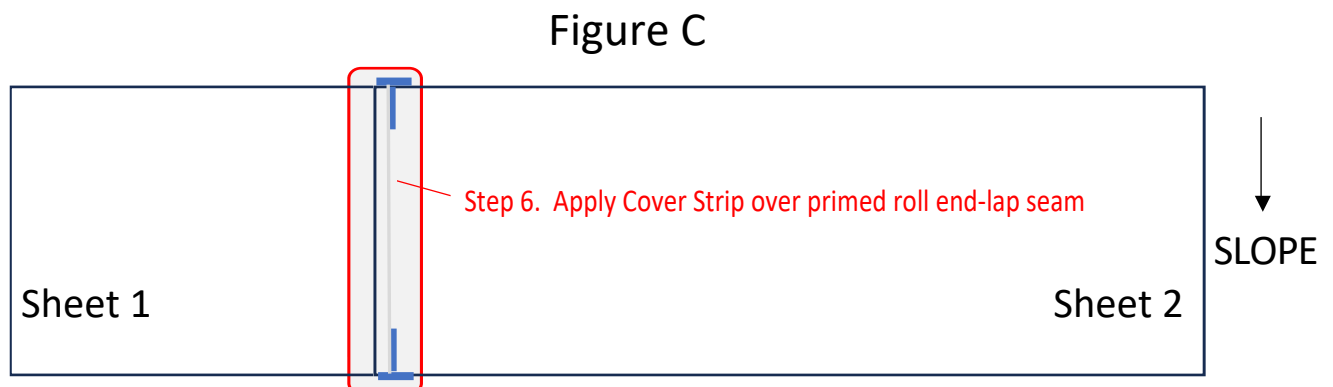 Figure C
Step 6.  Apply Cover Strip over primed roll end-lap seam
SLOPE
Sheet 1
Sheet 2